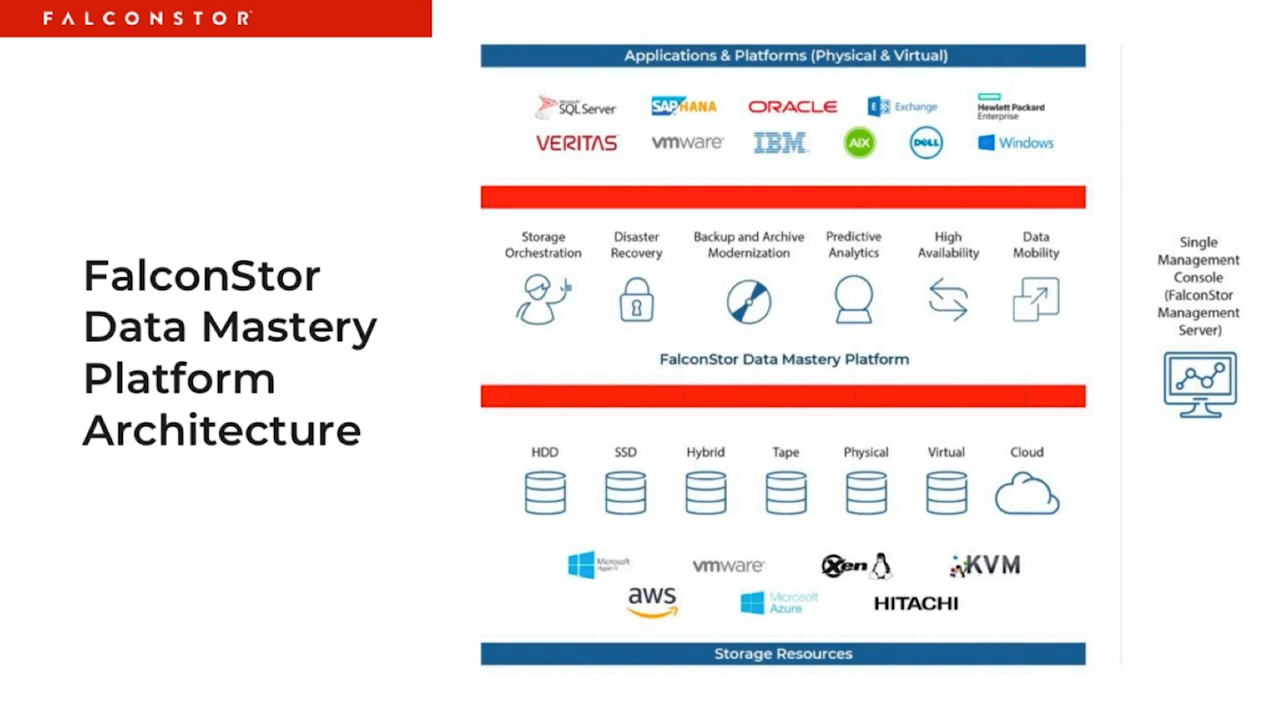 FALCONSTOR
FalconStor
Data Mastery
Platform
Architecture
Applications & Platforms (Physical & Virtual)
Microsoft
SQL Server
SAP HANA
ORACLE
Exchange
Hewlett Packard
Enterprise
VERITAS
vmware
IBM
AIX
DELL
Windows
Storage
Orchestration
Disaster
Recovery
Backup and Archive
Modernization
Predictive
Analytics
High
Availability
Data
Mobility
FalconStor Data Mastery Platform
HDD
SSD
Hybrid
Tape
Physical
Virtual
Cloud
Microsoft
Hyper-V
vmware
Xen
KVM
aws
Microsoft
Azure
HITACHI
Storage Resources
Single
Management
Console
(FalconStor
Management
Server)